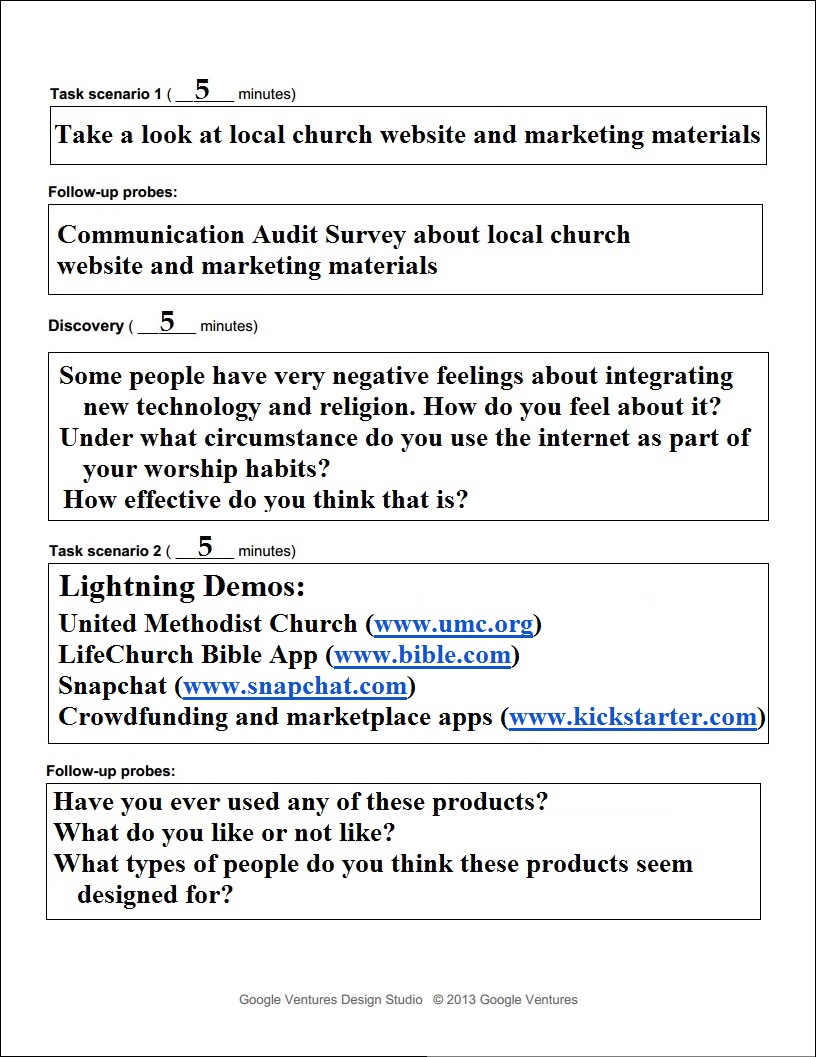 Task scenario 1 ( __5___ minutes)
Take a look at local church website and marketing materials
Follow-up probes:
Communication Audit Survey about local church
website and marketing materials
Discovery ( __5___ minutes)
Some people have very negative feelings about integrating
new technology and religion. How do you feel about it?
Under what circumstance do you use the internet as part of
your worship habits?
How effective do you think that is?
Task scenario 2 ( __5___ minutes)
Lightning Demos:
United Methodist Church (www.umc.org)
LifeChurch Bible App (www.bible.com)
Snapchat (www.snapchat.com)
Crowdfunding and marketplace apps (www.kickstarter.com)
Follow-up probes:
Have you ever used any of these products?
What do you like or not like?
What types of people do you think these products seem
designed for?
Google Ventures Design Studio © 2013 Google Ventures